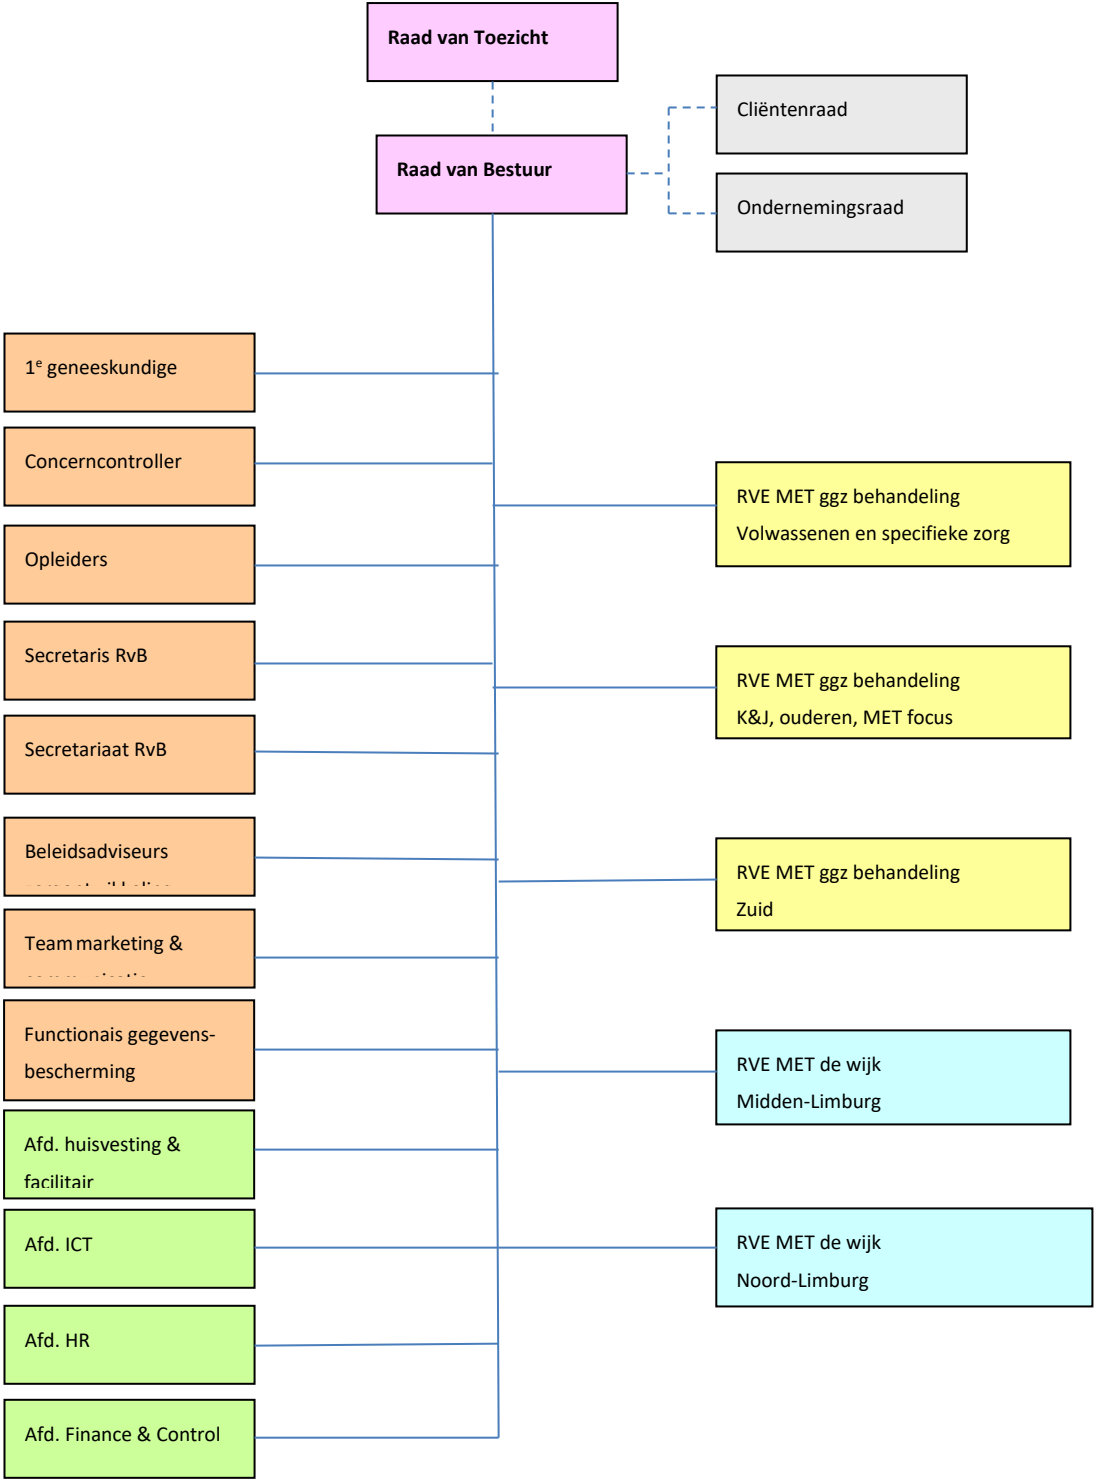 Raad van Toezicht
Cliëntenraad
Raad van Bestuur
Ondernemingsraad
1e geneeskundige
Concerncontroller
Opleiders
Secretaris RvB
Secretariaat RvB
Beleidsadviseurs
Team marketing &
Functionais gegevens-
bescherming
Afd. huisvesting &
facilitair
Afd. ICT
Afd. HR
Afd. Finance & Control
RVE MET ggz behandeling
Volwassenen en specifieke zorg
RVE MET ggz behandeling
K&J, ouderen, MET focus
RVE MET ggz behandeling
Zuid
RVE MET de wijk
Midden-Limburg
RVE MET de wijk
Noord-Limburg